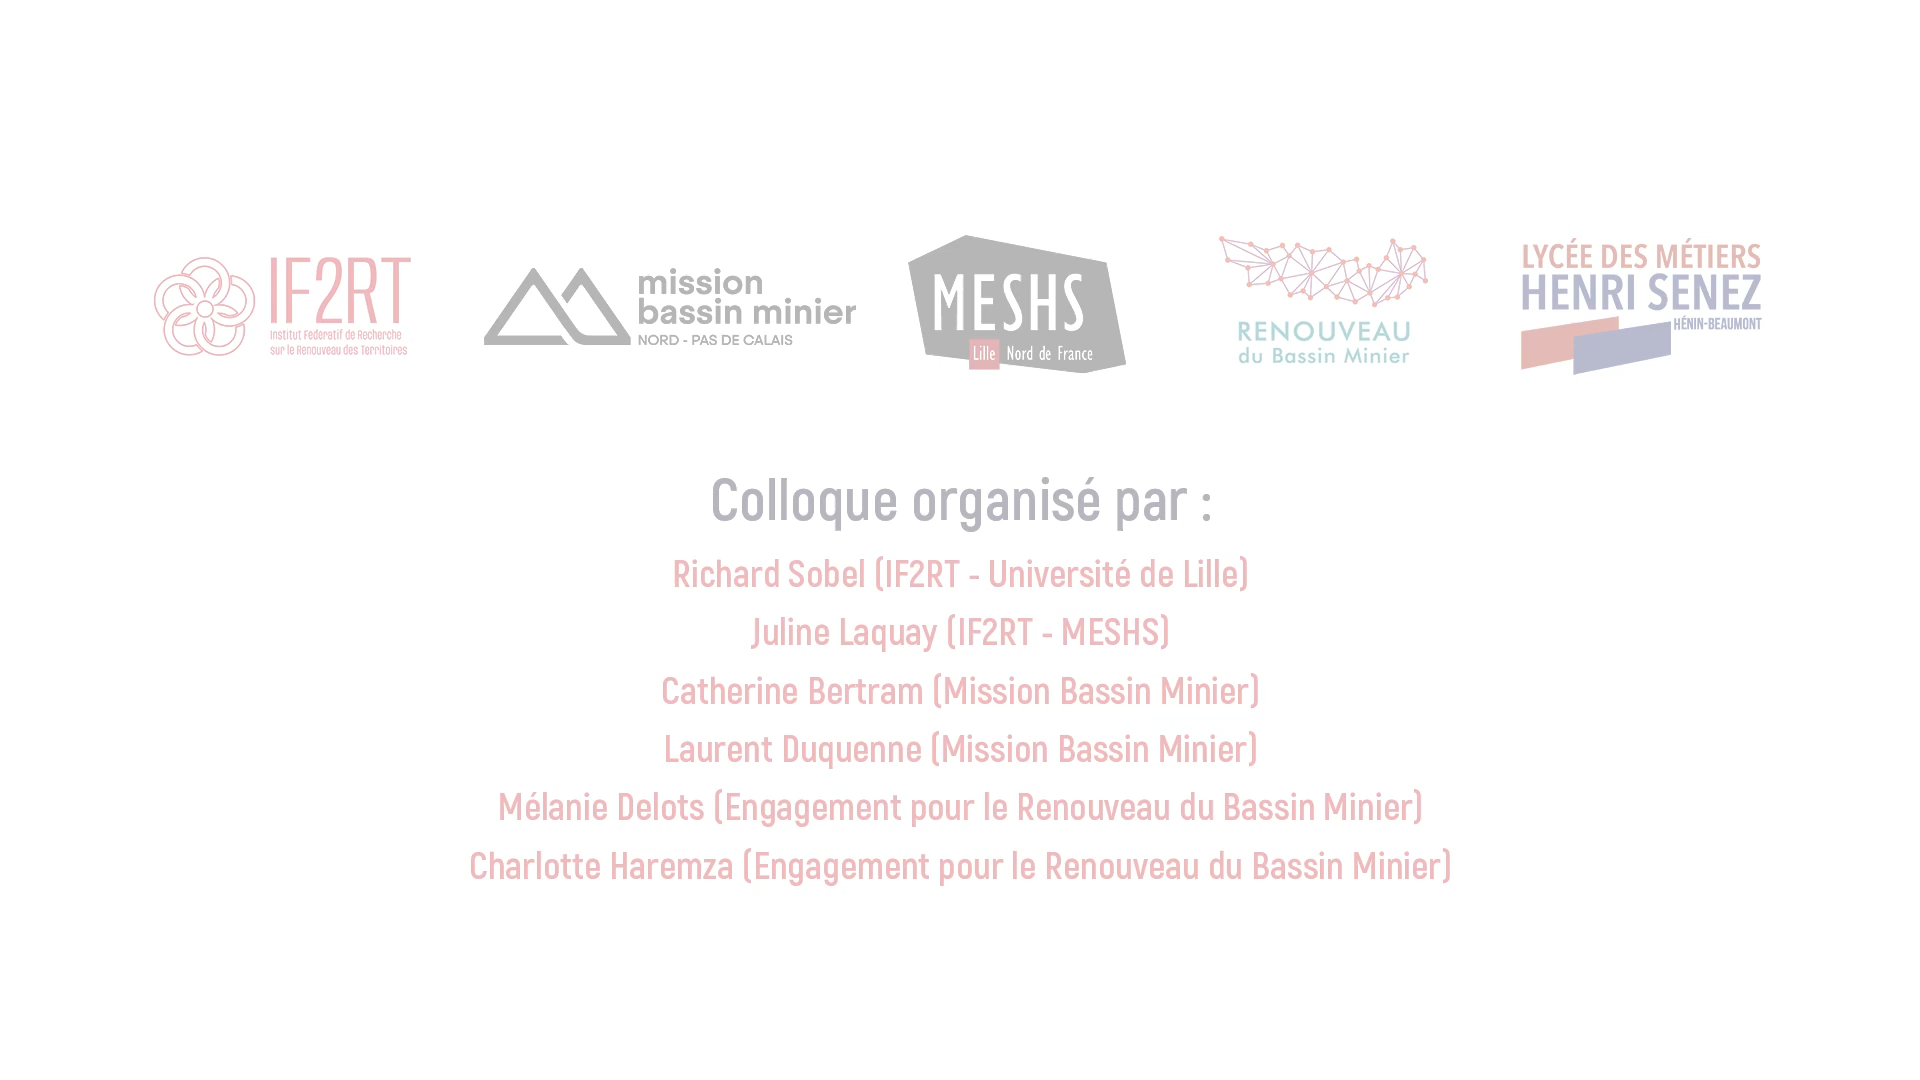 IF2RT
Institut Fédératif de Recherche
sur le Renouveau des Territoires
mission
bassin minier
NORD - PAS DE CALAIS
MESHS
Lille Nord de France
RENOUVEAU
du Bassin Minier
LYCÉE DES MÉTIERS
HENRI SENEZ
HÉNIN-BEAUMONT
Colloque organisé par :
Richard Sobel (IF2RT - Université de Lille)
Juline Laquay (IF2RT - MESHS)
Catherine Bertram (Mission Bassin Minier)
Laurent Duquenne (Mission Bassin Minier)
Mélanie Delots (Engagement pour le Renouveau du Bassin Minier)
Charlotte Haremza (Engagement pour le Renouveau du Bassin Minier)